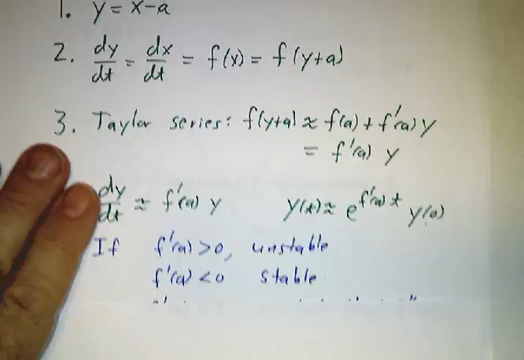 1. y = x-a
2. dy/dt = dx/dt = f(x) = f(y+a)
3. Taylor series: f(y+a) ≈ f(a) + f'(a) y
= f'(a) y
dy/dt ≈ f'(a) y y(t) ≈ e^{f'(a) t} y(0)
If f'(a) > 0, unstable
f'(a) < 0 stable